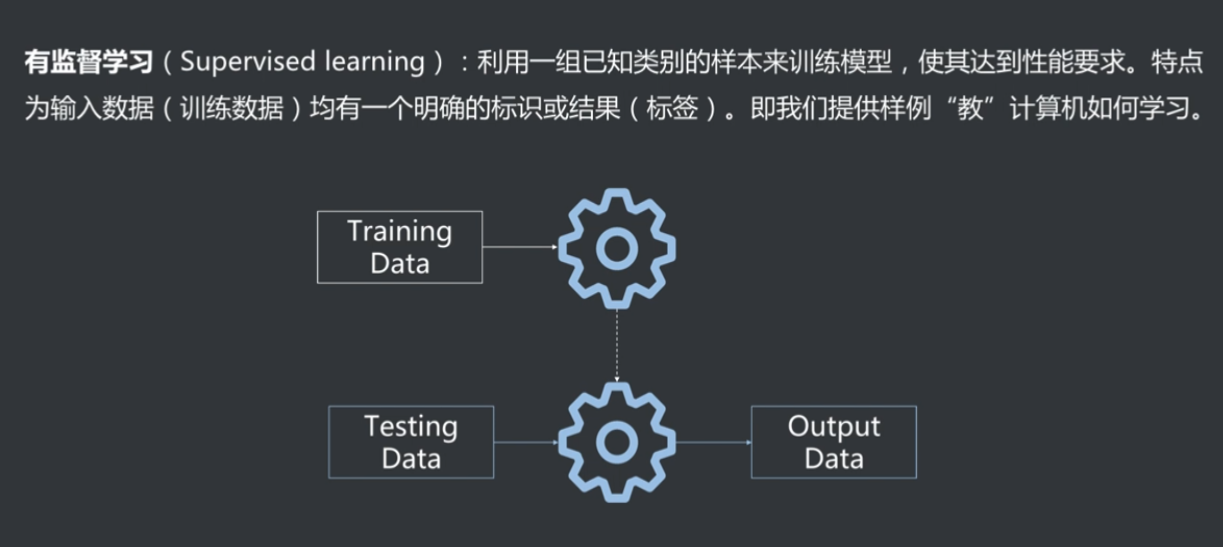 有监督学习（Supervised learning）：利用一组已知类别的样本来训练模型，使其达到性能要求。特点
为输入数据（训练数据）均有一个明确的标识或结果（标签）。即我们提供样例“教”计算机如何学习。
Training
Data
Testing
Data
Output
Data